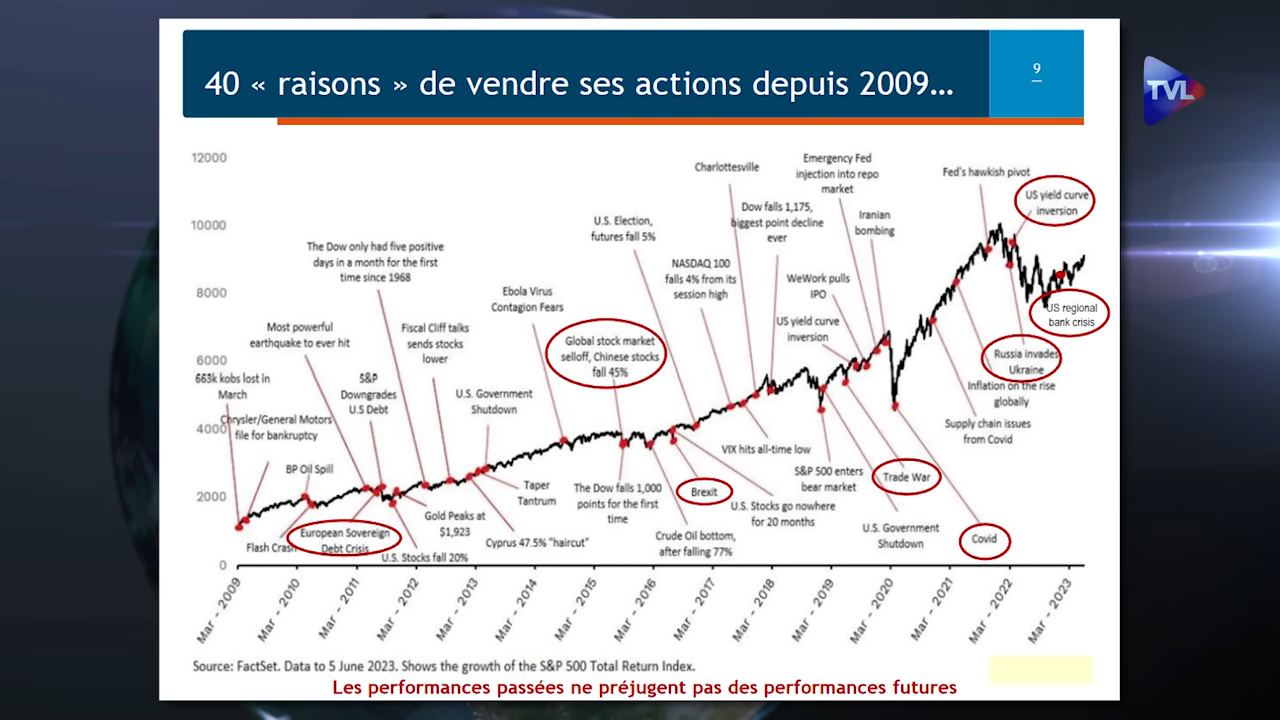 40 « raisons » de vendre ses actions depuis 2009...
9
TVL
12000
10000
8000
6000
4000
2000
0
663k kobs lost in
March
Chrysler/General Motors
file for bankruptcy
BP Oil Spill
Flash Crash
Most powerful
earthquake to ever hit
The Dow only had five positive
days in a month for the first
time since 1968
S&P
Downgrades
U.S Debt
European Sovereign
Debt Crisis
U.S. Stocks fall 20%
Gold Peaks at
$1,923
Fiscal Cliff talks
sends stocks
lower
U.S. Government
Shutdown
Cyprus 47.5% "haircut"
Taper
Tantrum
Ebola Virus
Contagion Fears
Global stock market
selloff, Chinese stocks
fall 45%
The Dow falls 1,000
points for the first
time
U.S. Election,
futures fall 5%
Crude Oil bottom,
after falling 77%
Brexit
U.S. Stocks go nowhere
for 20 months
NASDAQ 100
falls 4% from its
session high
VIX hits all-time low
Charlottesville
Dow falls 1,175,
biggest point decline
ever
S&P 500 enters
bear market
U.S. Government
Shutdown
Trade War
US yield curve
inversion
WeWork pulls
IPO
Emergency Fed
injection into repo
market
Iranian
bombing
Covid
Supply chain issues
from Covid
Inflation on the rise
globally
Fed's hawkish pivot
Russia invades
Ukraine
US yield curve
inversion
US regional
bank crisis
Mar - 2009
Mar - 2010
Mar - 2011
Mar - 2012
Mar - 2013
Mar - 2014
Mar - 2015
Mar - 2016
Mar - 2017
Mar - 2018
Mar - 2019
Mar - 2020
Mar - 2021
Mar - 2022
Mar - 2023
Source: FactSet. Data to 5 June 2023. Shows the growth of the S&P 500 Total Return Index.
Les performances passées ne préjugent pas des performances futures